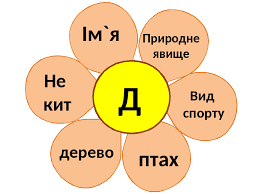 Ім`я
Природне
явище
Не
кит
Д
Вид
спорту
дерево
птах